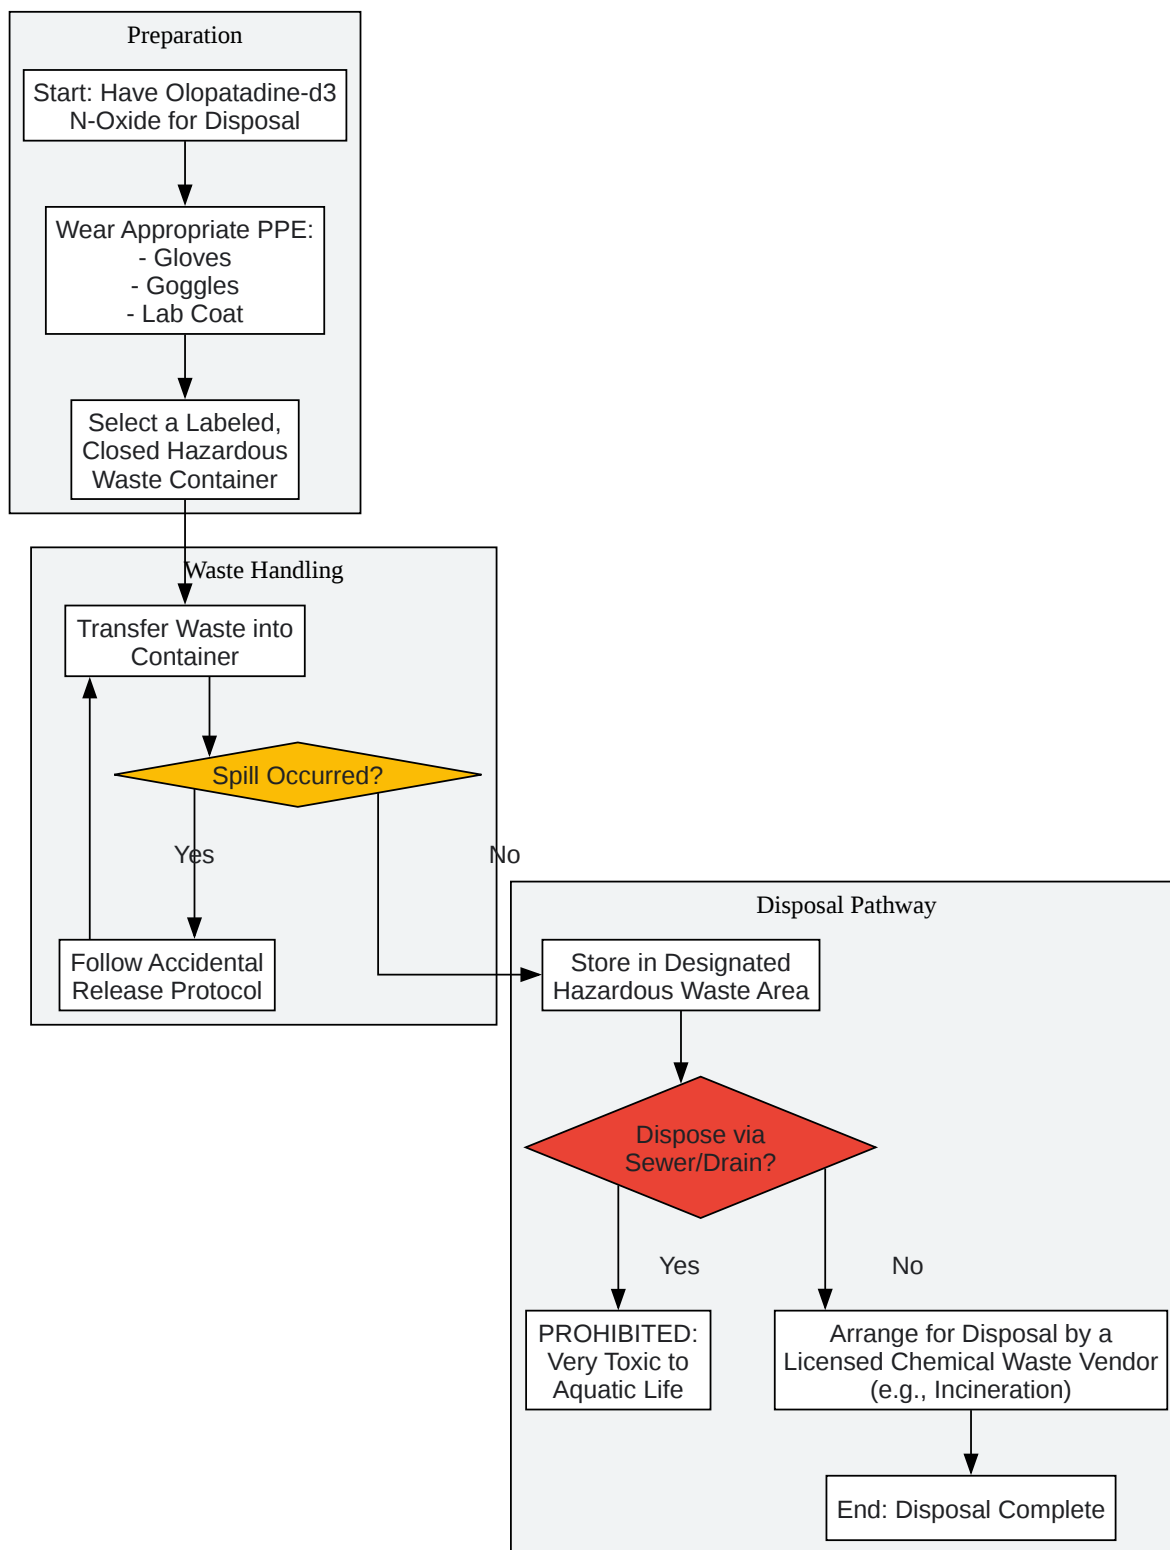 Preparation
Start: Have Olopatadine-d3
N-Oxide for Disposal
Wear Appropriate PPE:
- Gloves
- Goggles
- Lab Coat
Select a Labeled,
Closed Hazardous
Waste Container
Waste Handling
Transfer Waste into
Container
Spill Occurred?
Yes
No
Follow Accidental
Release Protocol
Disposal Pathway
Store in Designated
Hazardous Waste Area
Dispose via
Sewer/Drain?
Yes
No
PROHIBITED:
Very Toxic to
Aquatic Life
Arrange for Disposal by a
Licensed Chemical Waste Vendor
(e.g., Incineration)
End: Disposal Complete